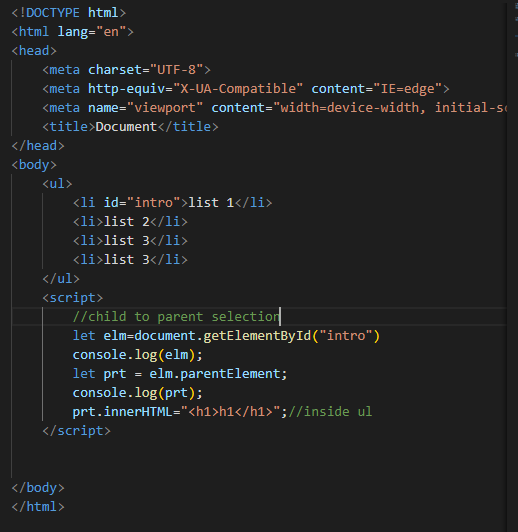 <!DOCTYPE html>
<html lang="en">
<head>
<meta charset="UTF-8">
<meta http-equiv="X-UA-Compatible" content="IE=edge">
<meta name="viewport" content="width=device-width, initial-sc
<title>Document</title>
</head>
<body>
<ul>
<li id="intro">list 1</li>
<li>list 2</li>
<li>list 3</li>
<li>list 3</li>
</ul>
<script>
//child to parent selection
let elm=document.getElementById("intro")
console.log(elm);
let prt = elm.parentElement;
console.log(prt);
prt.innerHTML="<h1>h1</h1>";//inside ul
</script>
</body>
</html>